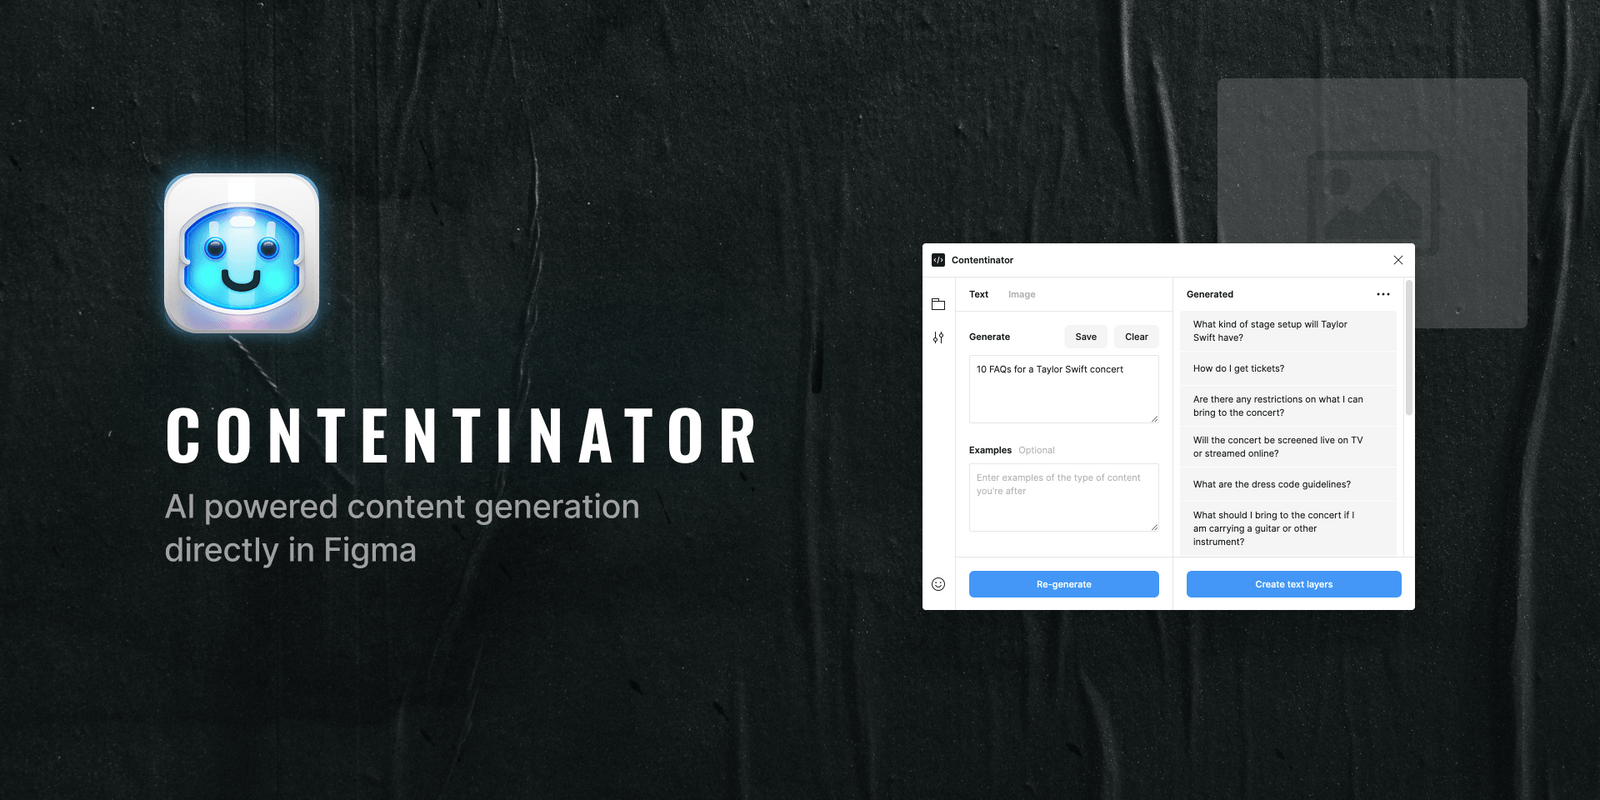 CONTENTINATOR
AI powered content generation
directly in Figma
Contentinator
Text
Image
Generate
Save
Clear
10 FAQs for a Taylor Swift concert
Examples
Optional
Enter examples of the type of content
you're after
Re-generate
Generated
What kind of stage setup will Taylor
Swift have?
How do I get tickets?
Are there any restrictions on what I can
bring to the concert?
Will the concert be screened live on TV
or streamed online?
What are the dress code guidelines?
What should I bring to the concert if I
am carrying a guitar or other
instrument?
Create text layers